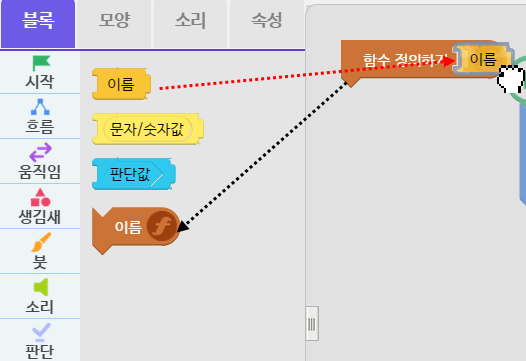 블록 모양 소리 속성
시작
흐름
움직임
생김새
붓
소리
판단
이름
문자/숫자값
판단값
이름
함수 정의하기 이름